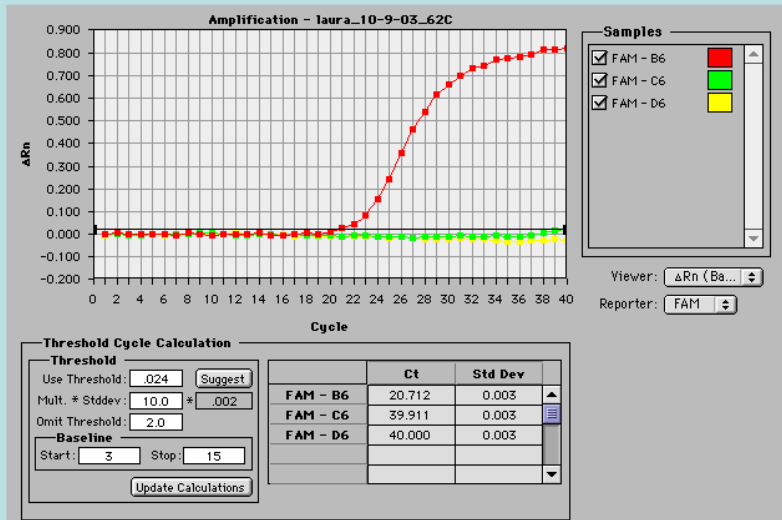 Amplification - laura_10-9-03_62C
ΔRn
0.900
0.800
0.700
0.600
0.500
0.400
0.300
0.200
0.100
0.000
-0.100
-0.200
0 2 4 6 8 10 12 14 16 18 20 22 24 26 28 30 32 34 36 38 40
Cycle
Samples
FAM - B6
FAM - C6
FAM - D6
Viewer: ΔRn (Ba...
Reporter: FAM
Threshold Cycle Calculation
Threshold
Use Threshold: .024 Suggest
Mult. * Stddev: 10.0 * .002
Omit Threshold: 2.0
Baseline
Start: 3 Stop: 15
Update Calculations
Ct Std Dev
FAM - B6 20.712 0.003
FAM - C6 39.911 0.003
FAM - D6 40.000 0.003